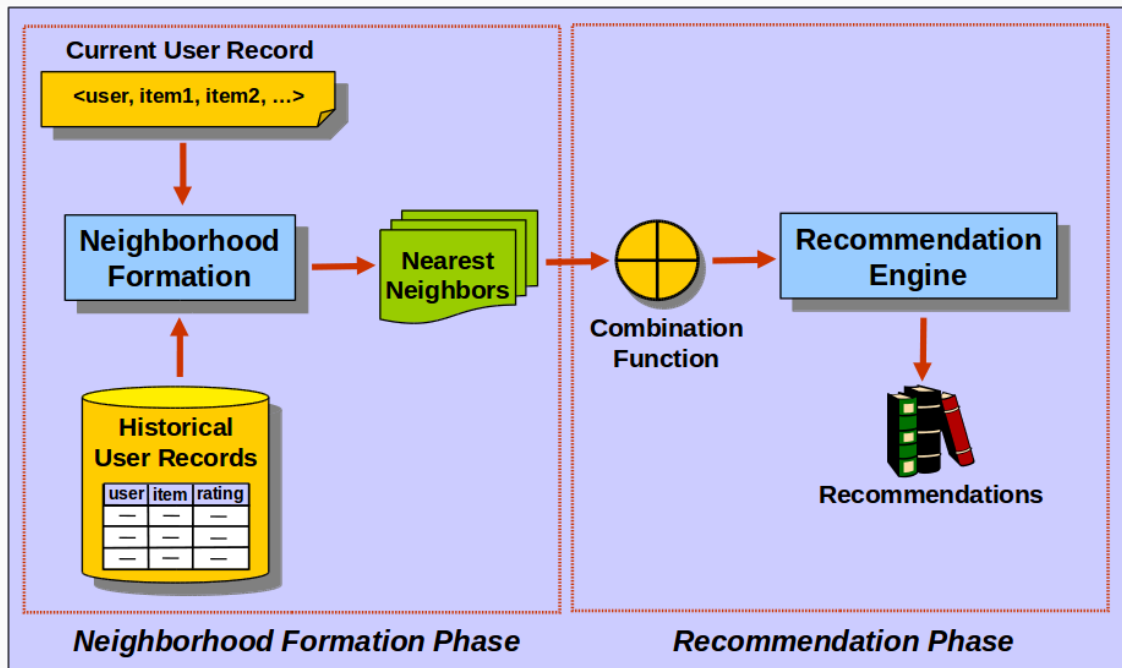 Current User Record
<user, item1, item2, …>
Neighborhood
Formation
Nearest
Neighbors
Historical
User Records
user item rating
— — —
— — —
— — —
Neighborhood Formation Phase
Combination
Function
Recommendation
Engine
Recommendations
Recommendation Phase